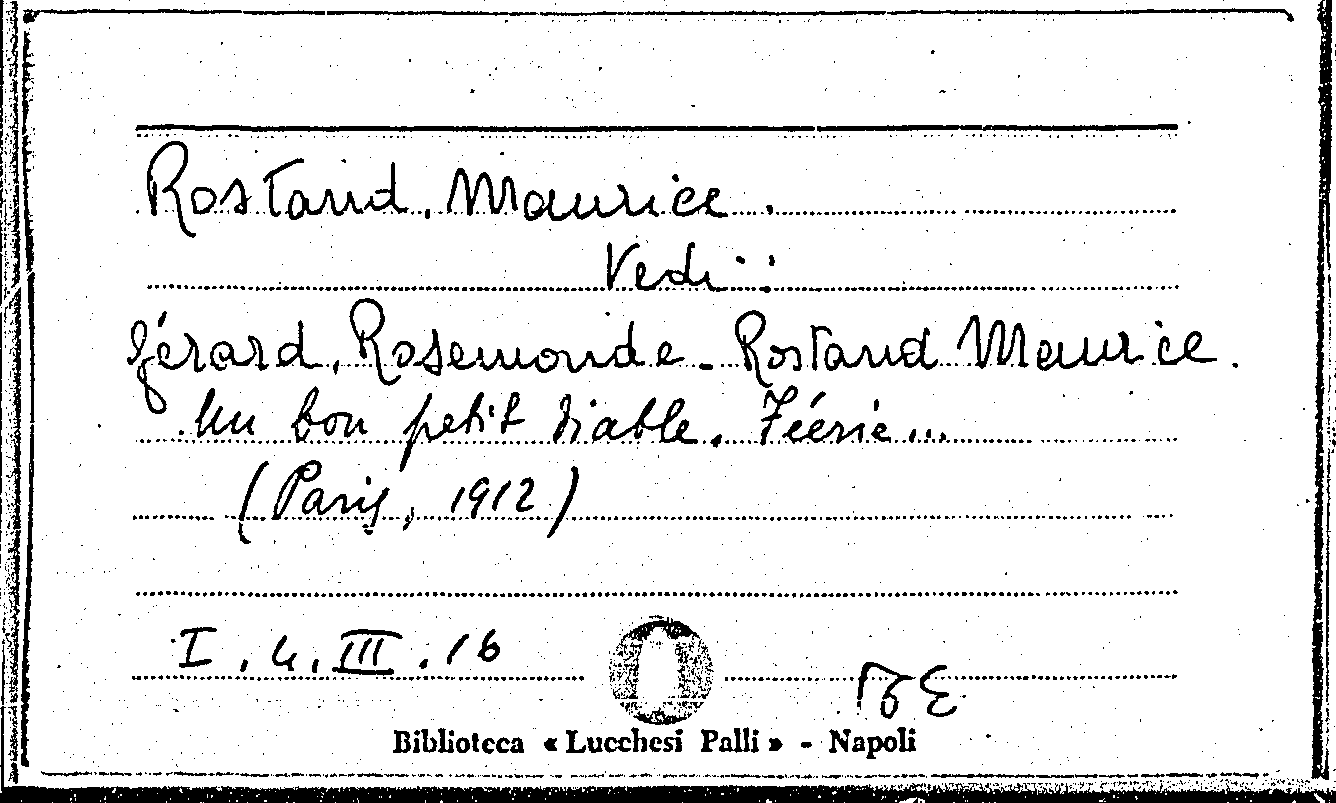 Rostand, Maurice.
Vedi:
Gérard, Rosemonde - Rostand Maurice.
Un bon petit diable. Féerie...
(Paris, 1912)
I. 4. III. 16
Biblioteca « Lucchesi Palli » - Napoli